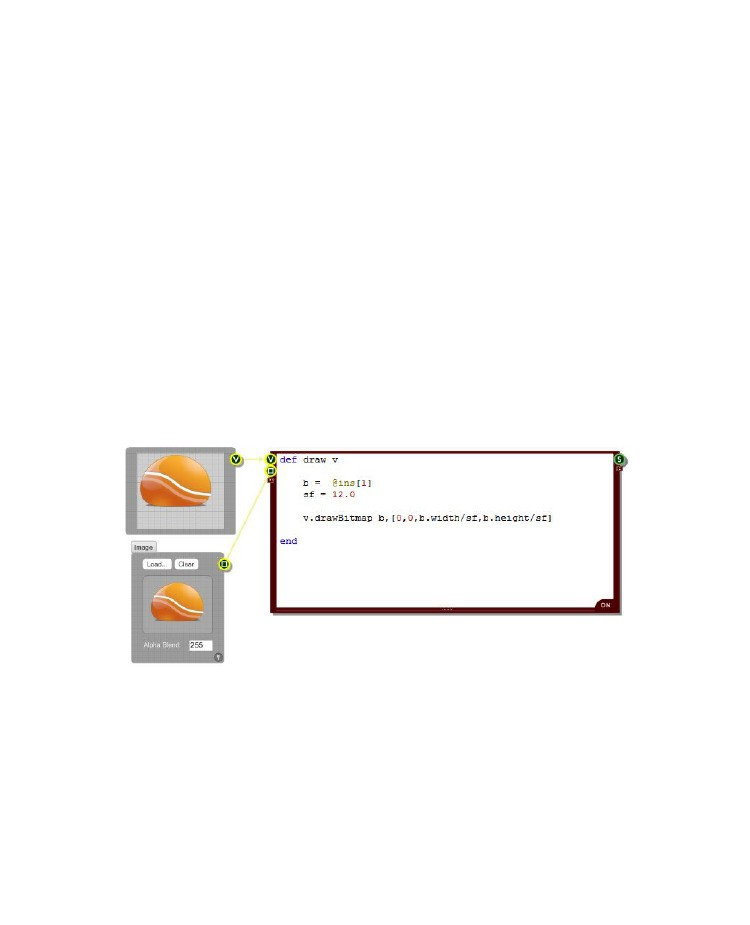 V
V
def draw v
S
b = @ins[1]
sf = 12.0
v.drawBitmap b,[0,0,b.width/sf,b.height/sf]
end
Image
Load... Clear
Alpha Blend: 255
ON